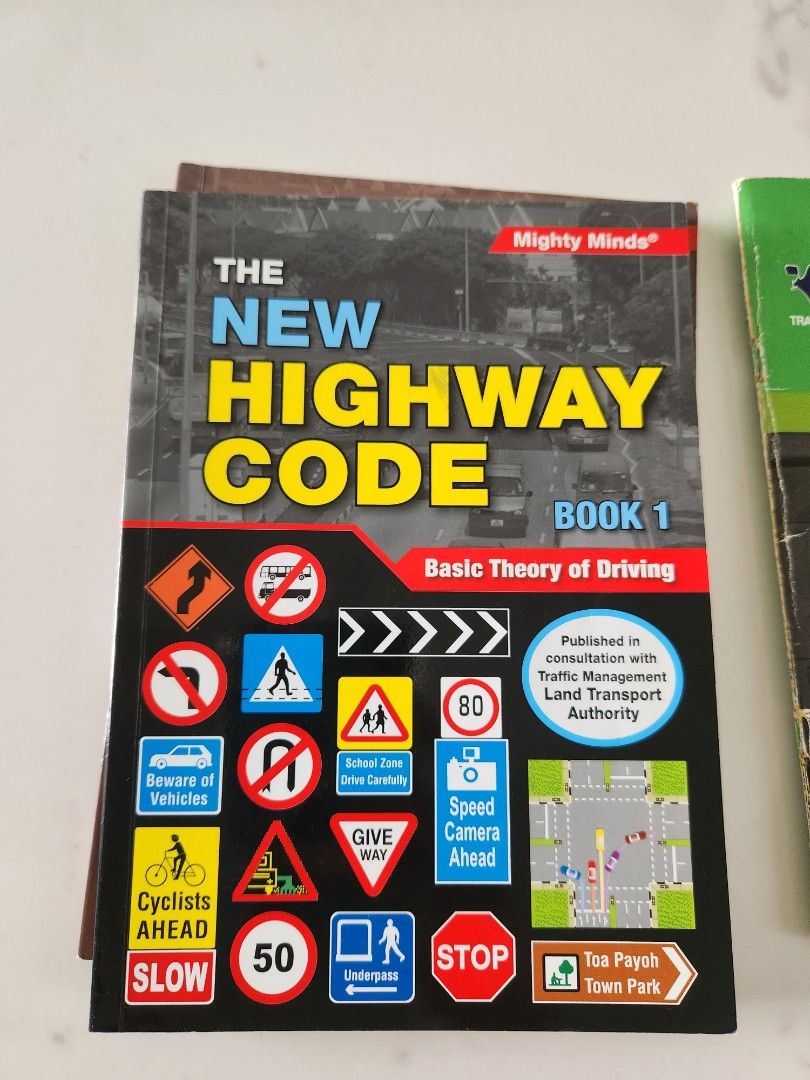 Mighty Minds®
THE
NEW
HIGHWAY
CODE
BOOK 1
Basic Theory of Driving
Published in
consultation with
Traffic Management
Land Transport
Authority
80
School Zone
Drive Carefully
Beware of
Vehicles
Speed
Camera
Ahead
GIVE
WAY
Cyclists
AHEAD
SLOW
50
Underpass
STOP
Toa Payoh
Town Park
TRA